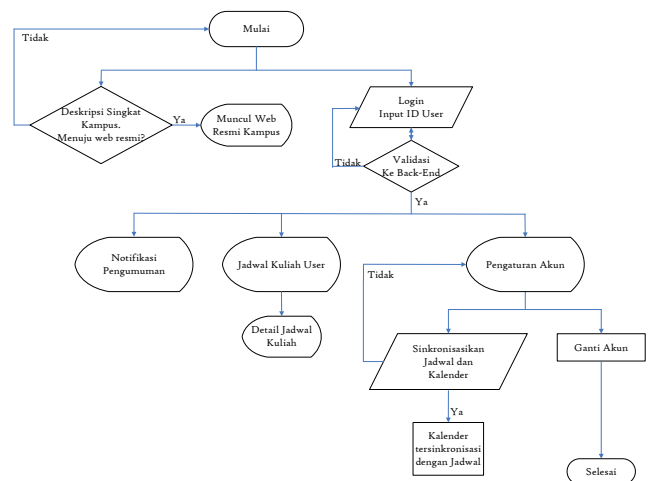 Mulai
Tidak
Deskripsi Singkat
Kampus.
Menuju web resmi?
Ya
Muncul Web
Resmi Kampus
Login
Input ID User
Tidak
Validasi
Ke Back-End
Ya
Notifikasi
Pengumuman
Jadwal Kuliah User
Pengaturan Akun
Tidak
Detail Jadwal
Kuliah
Sinkronisasikan
Jadwal dan
Kalender
Ganti Akun
Ya
Kalender
tersinkronisasi
dengan Jadwal
Selesai